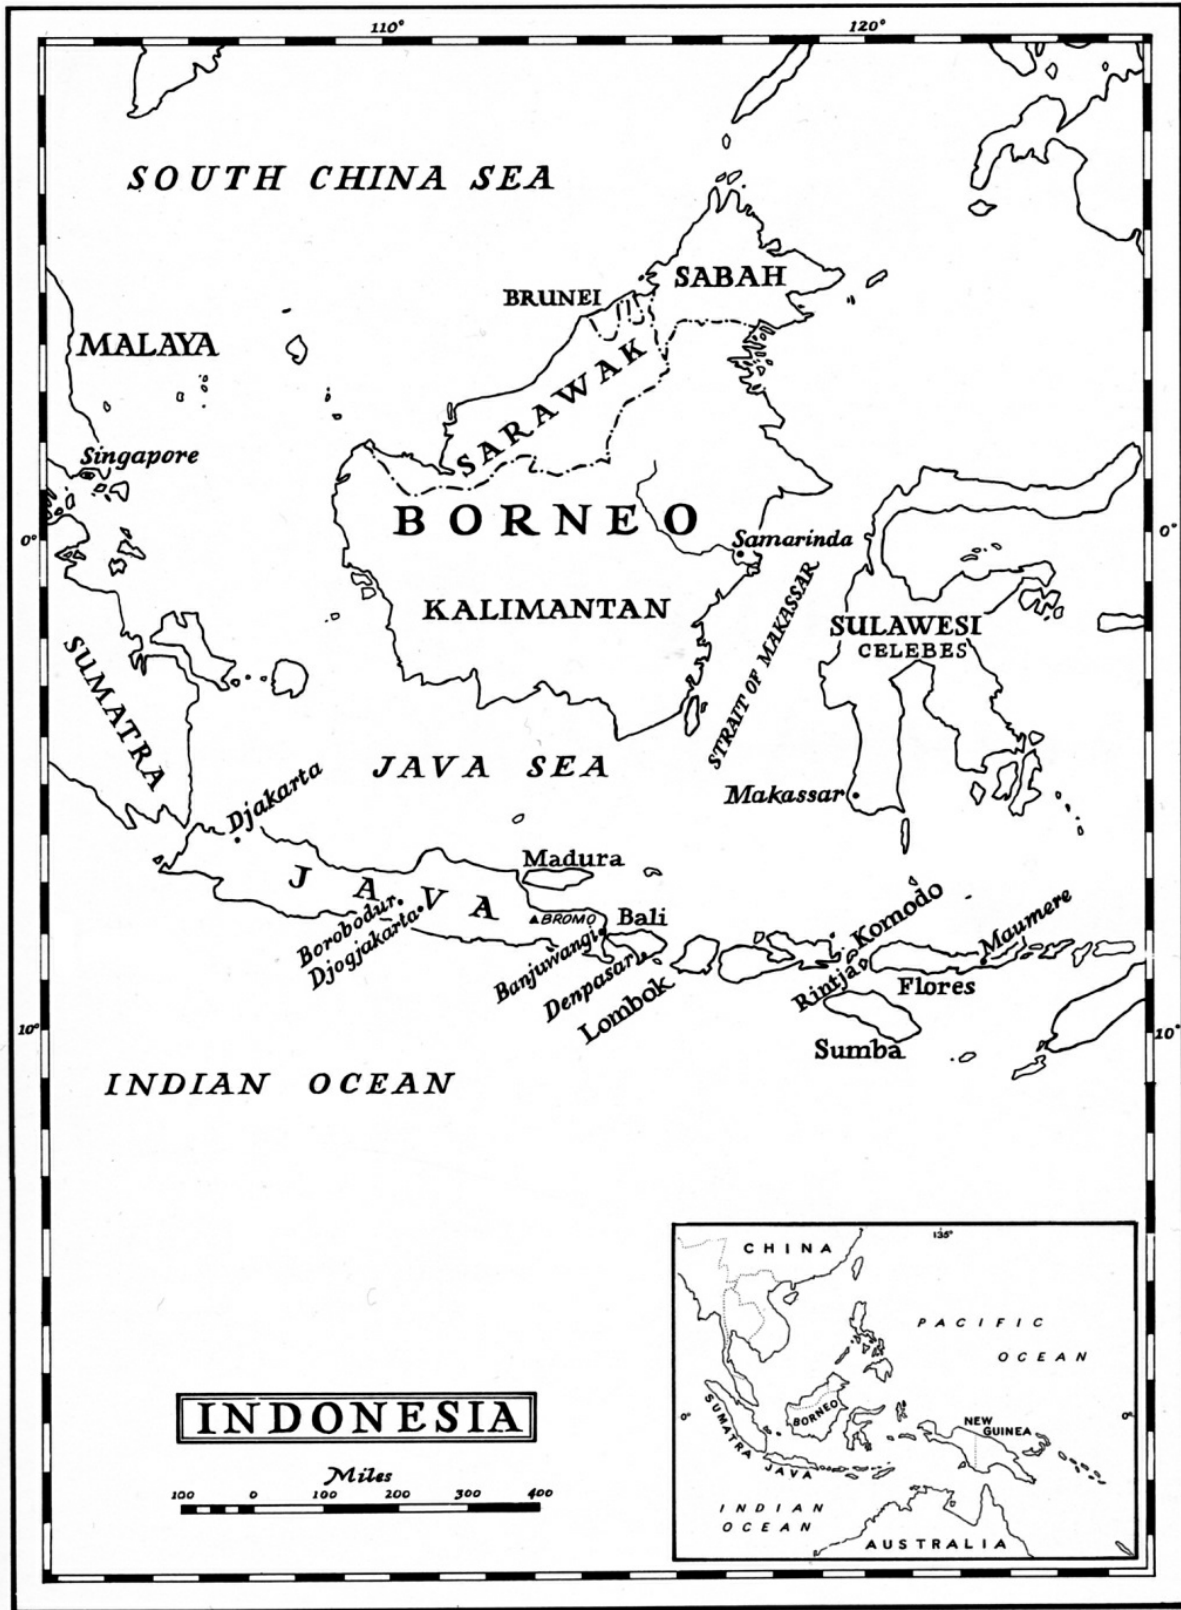 110°
120°
SOUTH CHINA SEA
SABAH
BRUNEI
MALAYA
SARAWAK
Singapore
BORNEO
0°
0°
Samarinda
KALIMANTAN
STRAIT OF MAKASSAR
SULAWESI
CELEBES
SUMATRA
JAVA SEA
Djakarta
Makassar
Madura
JAVA
BROMO
Bali
Komodo
Maumere
Borobodur
Djogjakarta
Banjuwangi
Denpasar
Lombok
Rintja
Flores
Sumba
10°
10°
INDIAN OCEAN
INDONESIA
Miles
100 0 100 200 300 400
135°
CHINA
PACIFIC
OCEAN
0°
0°
SUMATRA
BORNEO
NEW
GUINEA
JAVA
INDIAN
OCEAN
AUSTRALIA